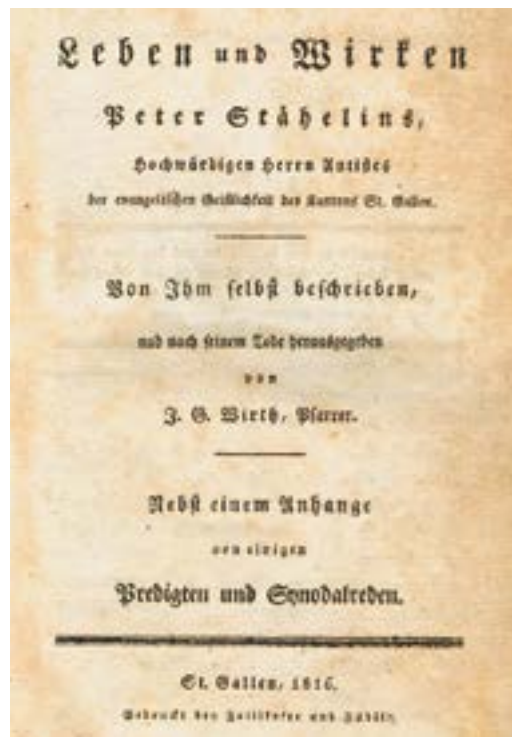 Leben und Wirken
Peter Stähelins,
Hochwürdigen Herrn Antistes
der evangelischen Geistlichkeit des Kantons St. Gallen.
Von Ihm selbst beschrieben,
und nach seinem Tode herausgegeben
von
J. G. Wirth, Pfarrer.
Nebst einem Anhange
von einigen
Predigten und Synodalreden.
St. Gallen, 1816.
Gedruckt bey Zollikofer und Züblin.